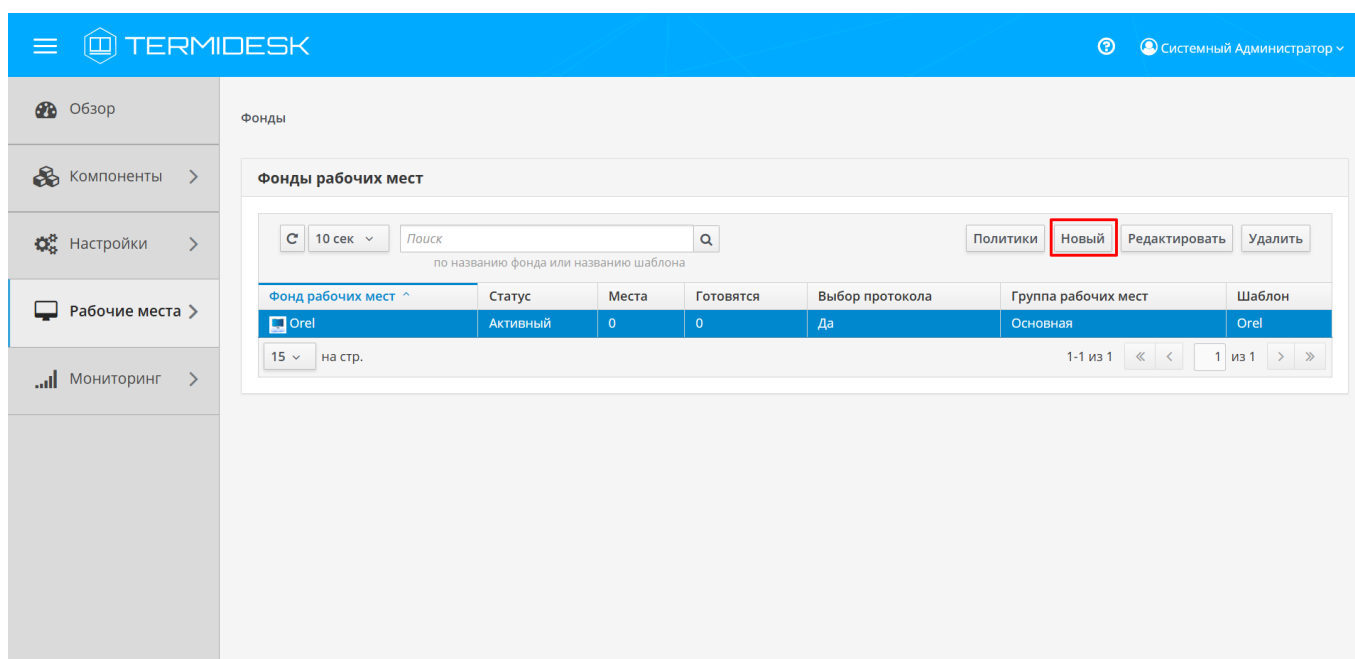 TERMIDESK
Системный Администратор
Обзор
Компоненты
Настройки
Рабочие места
Мониторинг
Фонды
Фонды рабочих мест
10 сек Поиск Политики Новый Редактировать Удалить
по названию фонда или названию шаблона
Фонд рабочих мест Статус Места Готовятся Выбор протокола Группа рабочих мест Шаблон
Orel Активный 0 0 Да Основная Orel
15 на стр. 1-1 из 1 « < 1 из 1 > »